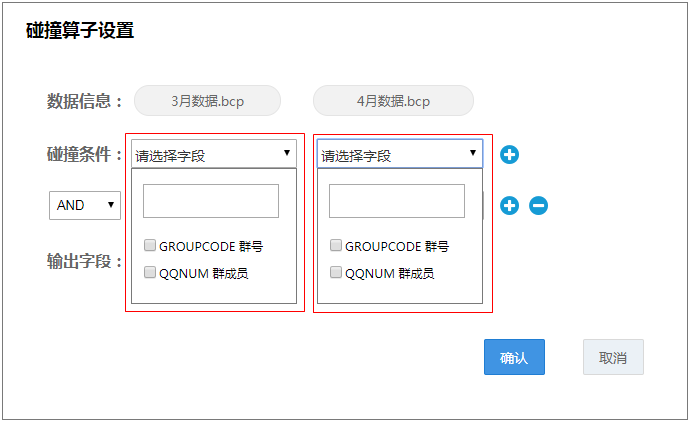 碰撞算子设置
数据信息： 3月数据.bcp 4月数据.bcp
碰撞条件： 请选择字段 请选择字段
AND
GROUPCODE 群号 GROUPCODE 群号
输出字段：
QQNUM 群成员 QQNUM 群成员
确认 取消